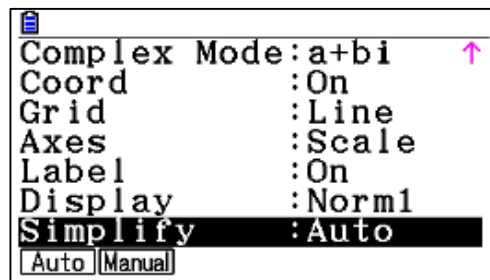 Complex Mode:a+bi ↑
Coord :On
Grid :Line
Axes :Scale
Label :On
Display :Norm1
Simplify :Auto
Auto Manual